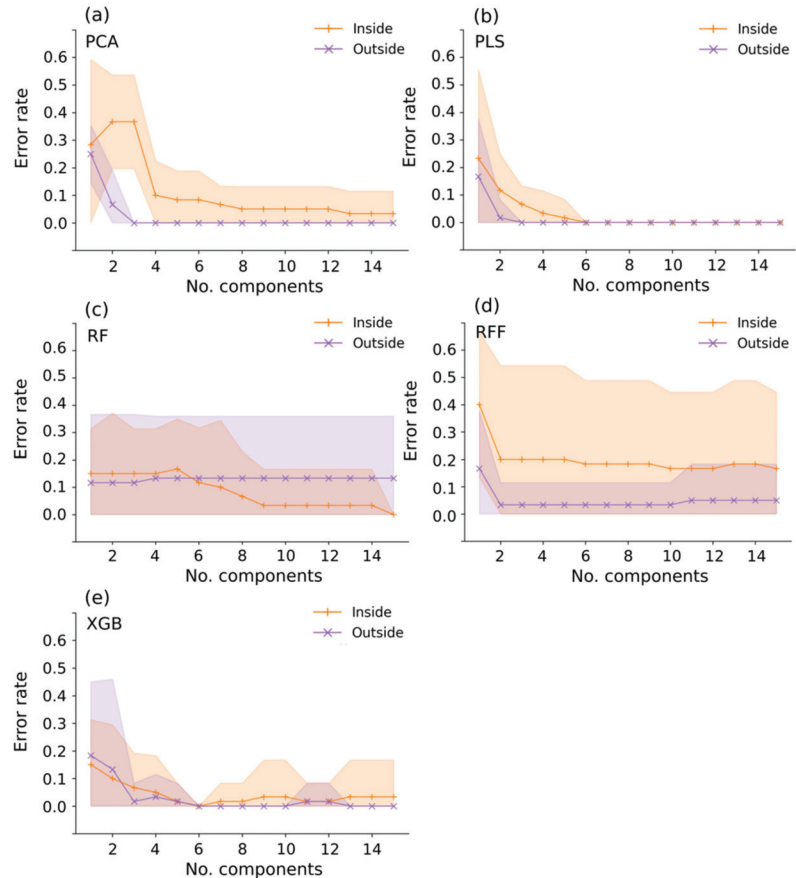 (a)
PCA
Inside
Outside
Error rate
0.6
0.5
0.4
0.3
0.2
0.1
0.0
2 4 6 8 10 12 14
No. components
(b)
PLS
Inside
Outside
Error rate
0.6
0.5
0.4
0.3
0.2
0.1
0.0
2 4 6 8 10 12 14
No. components
(c)
RF
Inside
Outside
Error rate
0.6
0.5
0.4
0.3
0.2
0.1
0.0
2 4 6 8 10 12 14
No. components
(d)
RFF
Inside
Outside
Error rate
0.6
0.5
0.4
0.3
0.2
0.1
0.0
2 4 6 8 10 12 14
No. components
(e)
XGB
Inside
Outside
Error rate
0.6
0.5
0.4
0.3
0.2
0.1
0.0
2 4 6 8 10 12 14
No. components